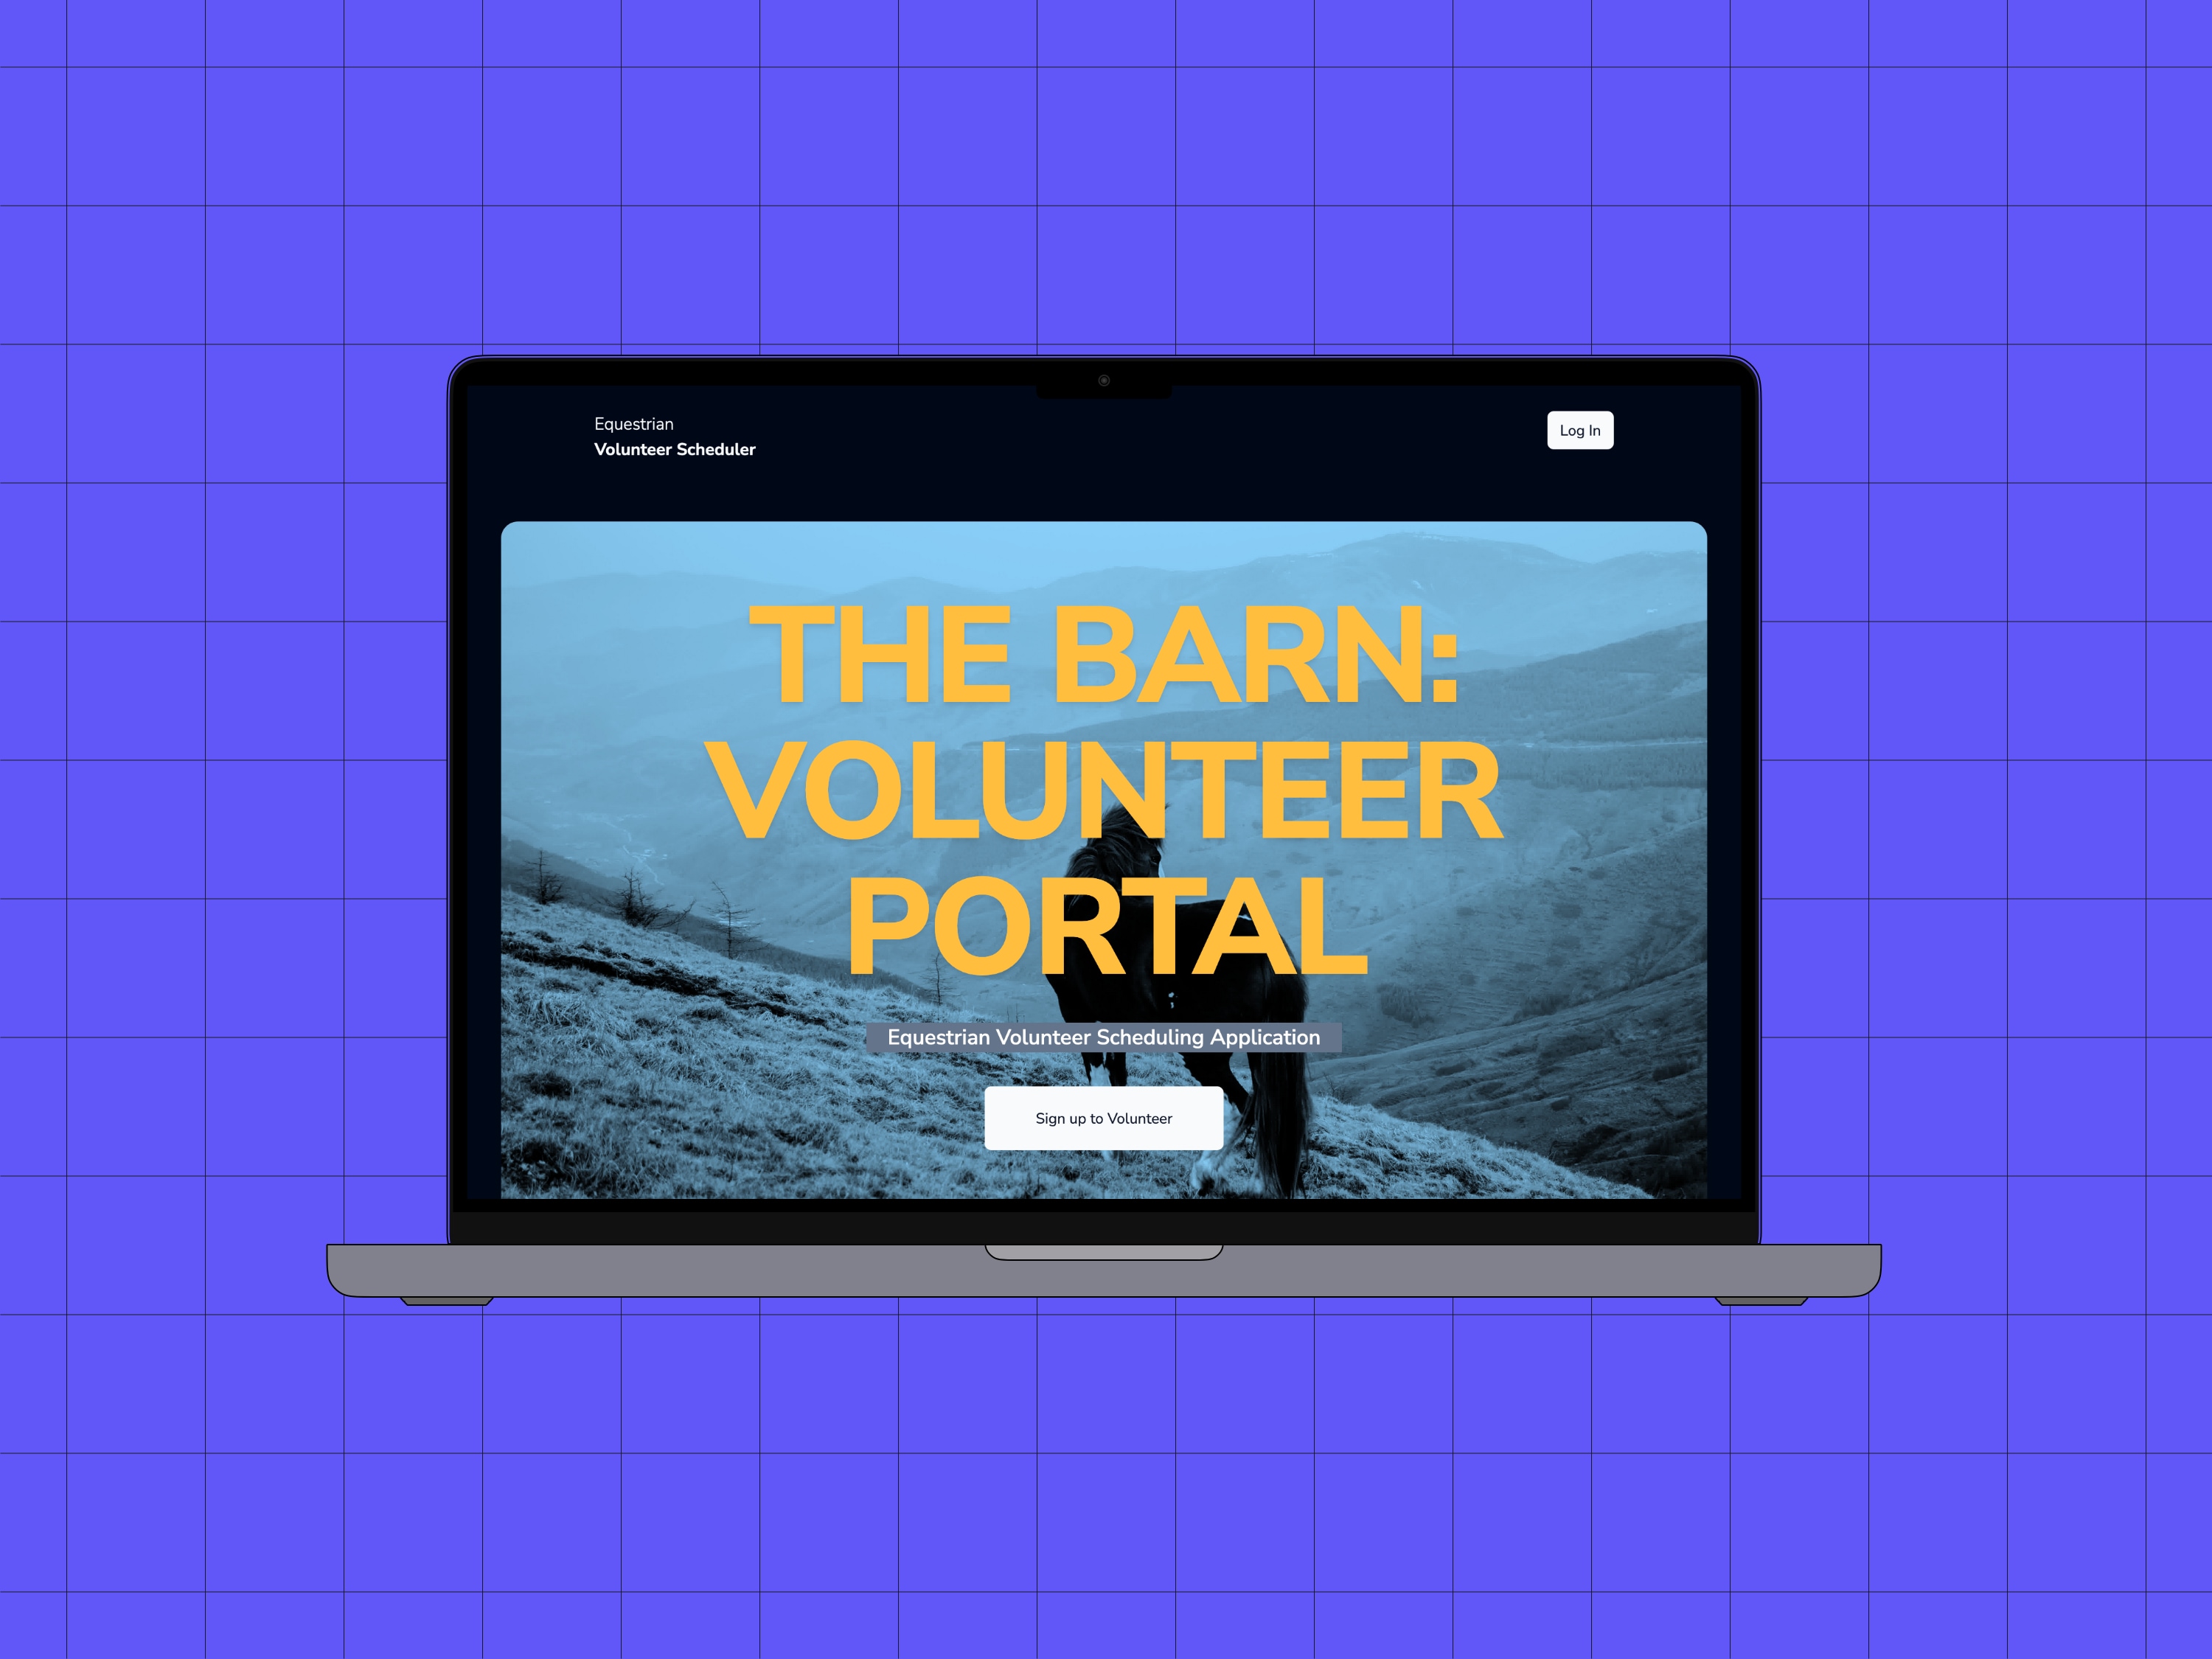 Equestrian
Volunteer Scheduler
Log In
THE BARN:
VOLUNTEER
PORTAL
Equestrian Volunteer Scheduling Application
Sign up to Volunteer